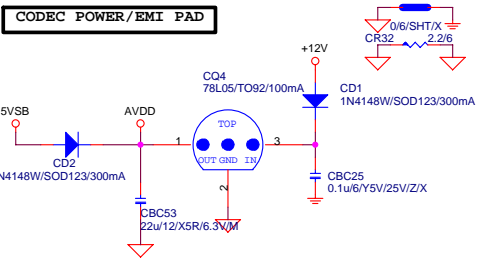 CODEC POWER/EMI PAD
0/6/SHT/X
CR32 2.2/6
+12V
CQ4
78L05/TO92/100mA
CD1
1N4148W/SOD123/300mA
5VSB
AVDD
TOP
1
3
OUT GND IN
CD2
N4148W/SOD123/300mA
2
CBC25
0.1u/6/Y5V/25V/Z/X
CBC53
22u/12/X5R/6.3V/M